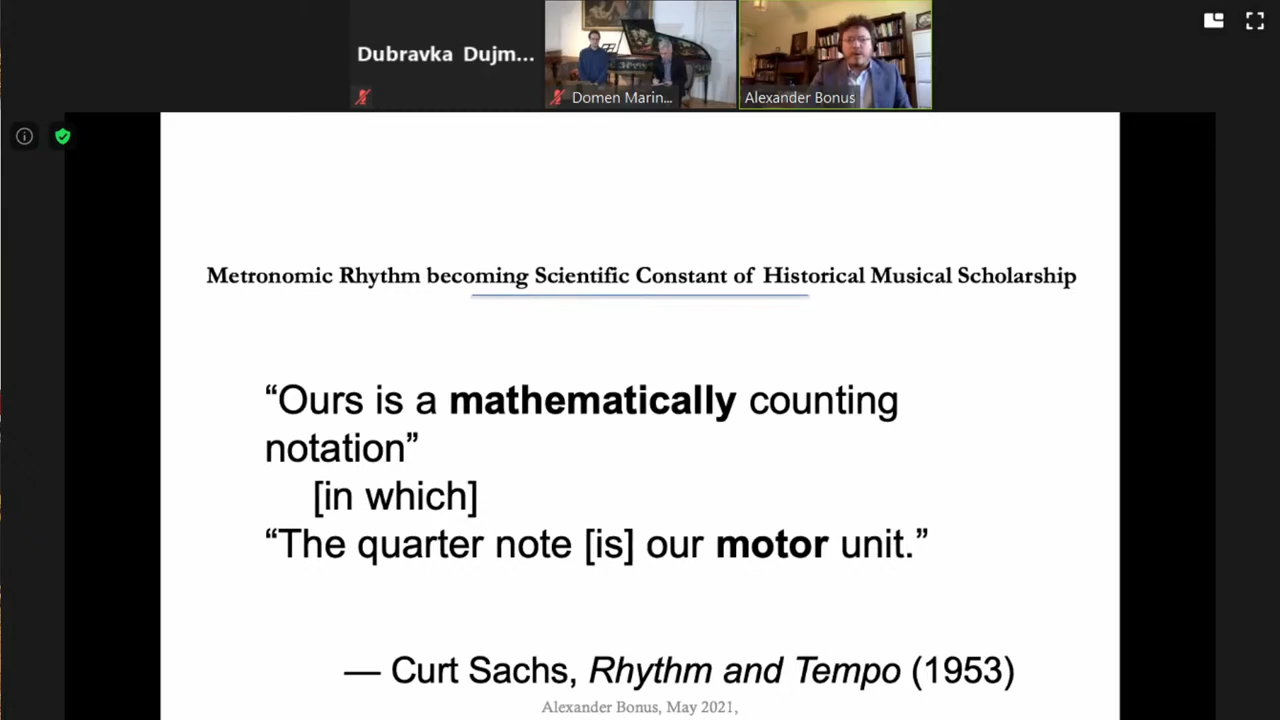 Dubravka Dujm...
Domen Marin...
Alexander Bonus
Metronomic Rhythm becoming Scientific Constant of Historical Musical Scholarship
“Ours is a mathematically counting
notation”
[in which]
“The quarter note [is] our motor unit.”
— Curt Sachs, Rhythm and Tempo (1953)
Alexander Bonus, May 2021,